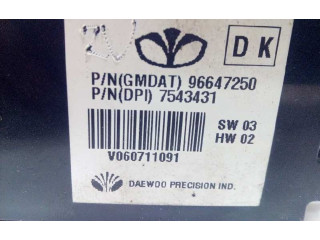 DK
P/N(GMDAT) 96647250
P/N(DPI) 7543431
SW 03
HW 02
V060711091
DAEWOO PRECISION IND.